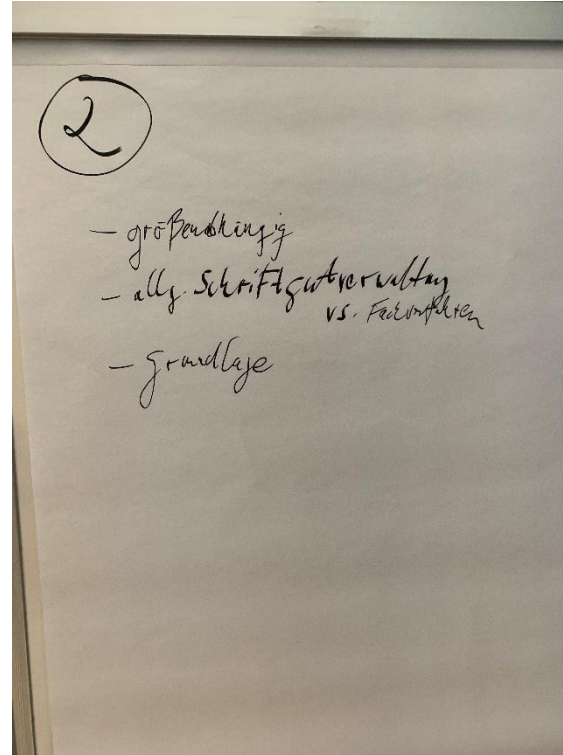 2
- größenabhängig
- allg. Schriftgutverwaltung
vs. Fachverfahren
- Grundlage